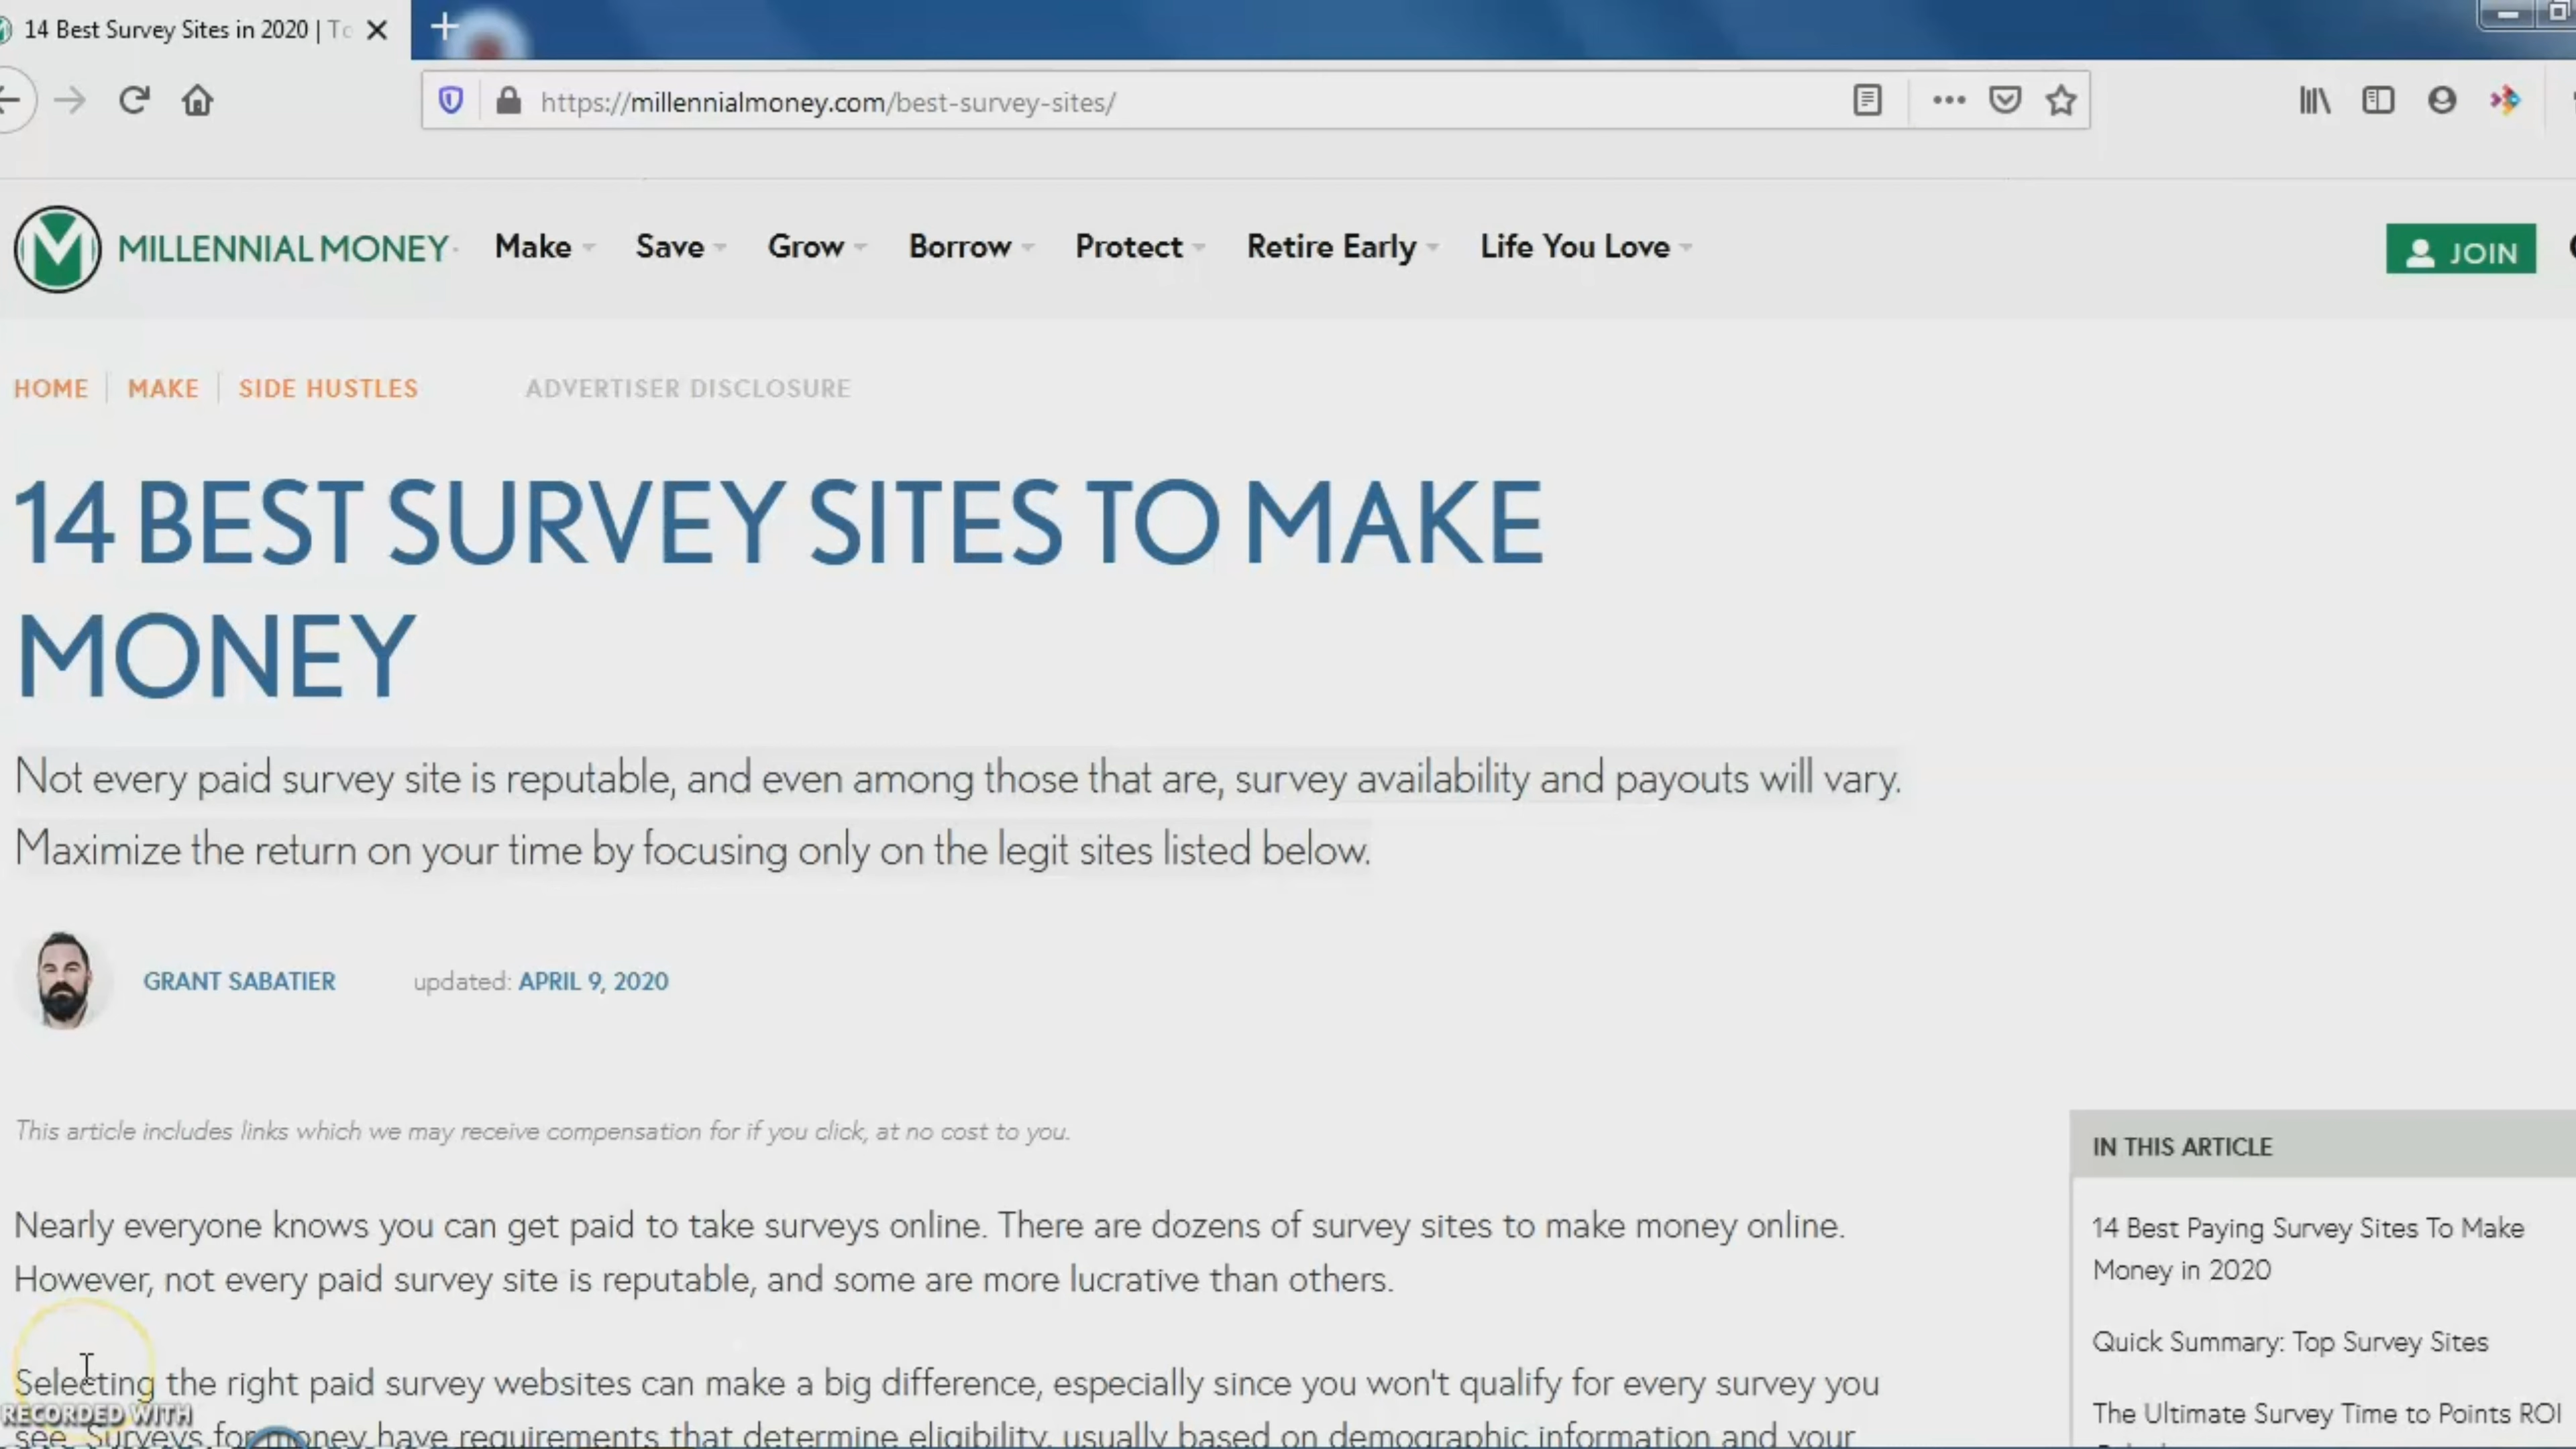 14 Best Survey Sites in 2020 | To
https://millennialmoney.com/best-survey-sites/
MILLENNIAL MONEY Make Save Grow Borrow Protect Retire Early Life You Love JOIN
HOME MAKE SIDE HUSTLES ADVERTISER DISCLOSURE
14 BEST SURVEY SITES TO MAKE
MONEY
Not every paid survey site is reputable, and even among those that are, survey availability and payouts will vary.
Maximize the return on your time by focusing only on the legit sites listed below.
GRANT SABATIER updated: APRIL 9, 2020
This article includes links which we may receive compensation for if you click, at no cost to you.
Nearly everyone knows you can get paid to take surveys online. There are dozens of survey sites to make money online.
However, not every paid survey site is reputable, and some are more lucrative than others.
Selecting the right paid survey websites can make a big difference, especially since you won't qualify for every survey you
see. Surveys for money have requirements that determine eligibility, usually based on demographic information and your
RECORDED WITH
IN THIS ARTICLE
14 Best Paying Survey Sites To Make
Money in 2020
Quick Summary: Top Survey Sites
The Ultimate Survey Time to Points ROI